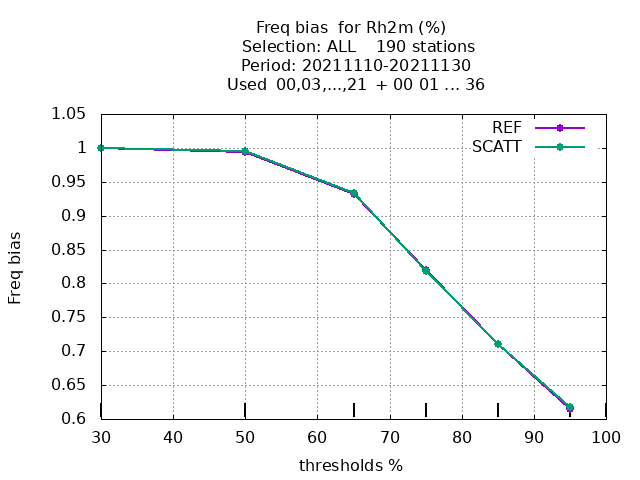 Freq bias  for Rh2m (%)
Selection: ALL    190 stations
Period: 20211110-20211130
Used  00,03,...,21  + 00 01 ... 36
REF
SCATT
Freq bias
1.05
1
0.95
0.9
0.85
0.8
0.75
0.7
0.65
0.6
30 40 50 60 70 80 90 100
thresholds %